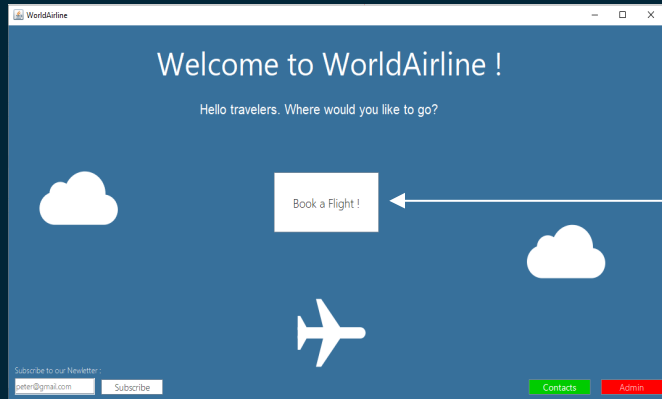 WorldAirline
Welcome to WorldAirline !
Hello travelers. Where would you like to go?
Book a Flight !
Subscribe to our Newletter :
peter@gmail.com
Subscribe
Contacts
Admin